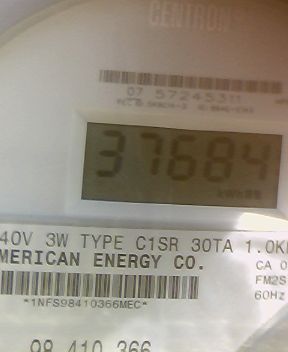 CENTRON
07 57245311
37684
kWh
40V 3W TYPE C1SR 30TA 1.0K
MERICAN ENERGY CO.
CA 0
FM2S
*1NFS98410366MEC*
60Hz
98 410 366